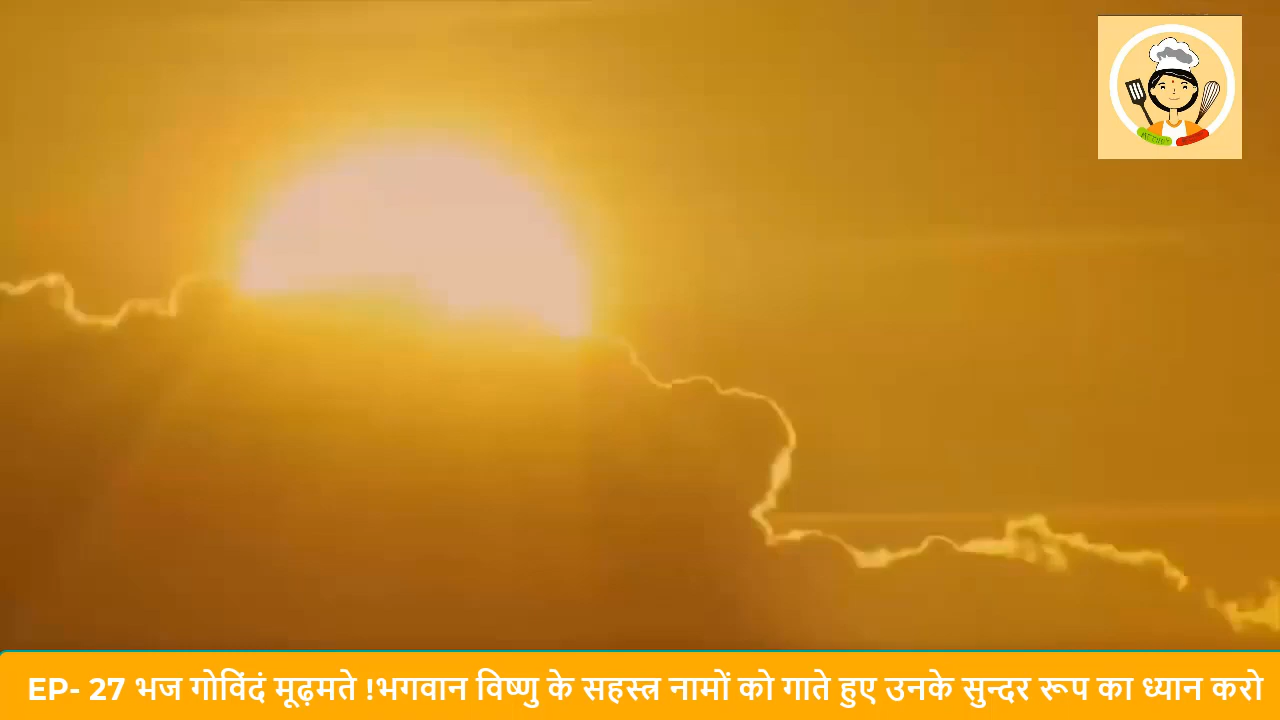 EP- 27 भज गोविंदं मूढ़मते !भगवान विष्णु के सहस्त्र नामों को गाते हुए उनके सुन्दर रूप का ध्यान करो